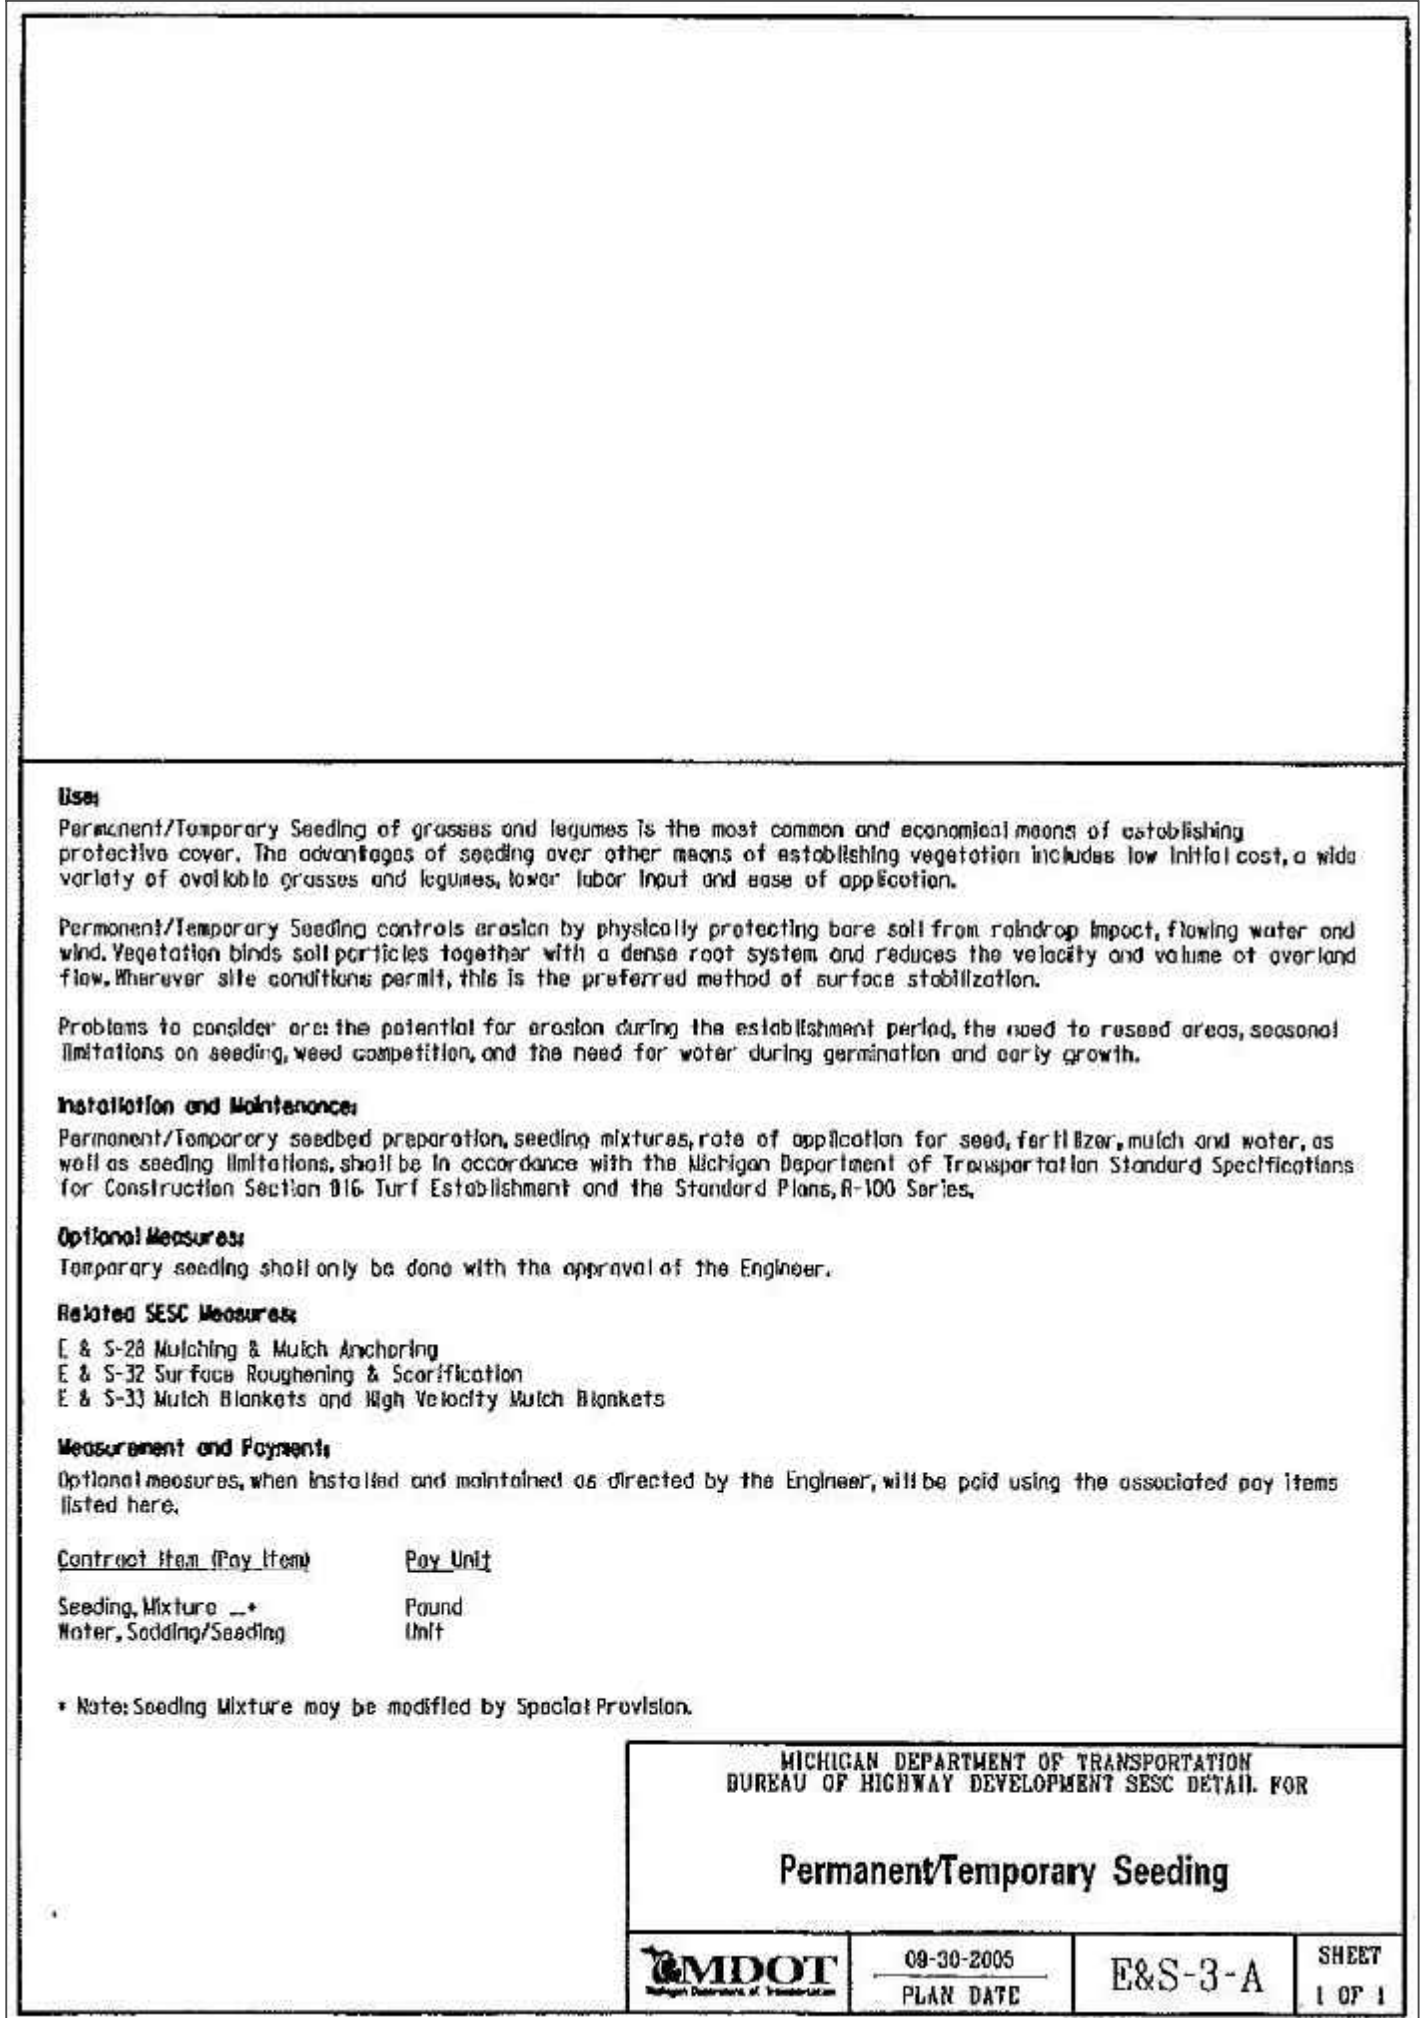 Use:
Permanent/Temporary Seeding of grasses and legumes is the most common and economical means of establishing
protective cover. The advantages of seeding over other means of establishing vegetation includes low initial cost, a wide
variety of available grasses and legumes, lower labor input and ease of application.
Permanent/Temporary Seeding controls erosion by physically protecting bare soil from raindrop impact, flowing water and
wind. Vegetation binds soil particles together with a dense root system and reduces the velocity and volume of overland
flow. Wherever site conditions permit, this is the preferred method of surface stabilization.
Problems to consider are: the potential for erosion during the establishment period, the need to reseed areas, seasonal
limitations on seeding, weed competition, and the need for water during germination and early growth.
Installation and Maintenance:
Permanent/Temporary seedbed preparation, seeding mixtures, rate of application for seed, fertilizer, mulch and water, as
well as seeding limitations, shall be in accordance with the Michigan Department of Transportation Standard Specifications
for Construction Section 816 Turf Establishment and the Standard Plans, R-100 Series.
Optional Measures:
Temporary seeding shall only be done with the approval of the Engineer.
Related SESC Measures:
E & S-28 Mulching & Mulch Anchoring
E & S-32 Surface Roughening & Scarification
E & S-33 Mulch Blankets and High Velocity Mulch Blankets
Measurement and Payment:
Optional measures, when installed and maintained as directed by the Engineer, will be paid using the associated pay items
listed here.
Contract Item (Pay Item) Pay Unit
Seeding, Mixture __* Pound
Water, Sodding/Seeding Unit
* Note: Seeding Mixture may be modified by Special Provision.
MICHIGAN DEPARTMENT OF TRANSPORTATION
BUREAU OF HIGHWAY DEVELOPMENT SESC DETAIL FOR
Permanent/Temporary Seeding
MDOT
Michigan Department of Transportation
09-30-2005
PLAN DATE
E&S-3-A
SHEET
1 OF 1